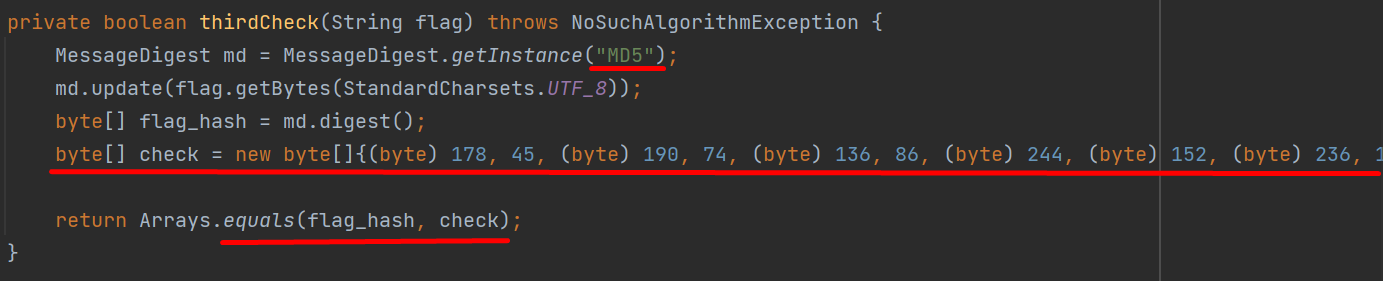 private boolean thirdCheck(String flag) throws NoSuchAlgorithmException {
    MessageDigest md = MessageDigest.getInstance("MD5");
    md.update(flag.getBytes(StandardCharsets.UTF_8));
    byte[] flag_hash = md.digest();
    byte[] check = new byte[]{(byte) 178, 45, (byte) 190, 74, (byte) 136, 86, (byte) 244, (byte) 152, (byte) 236, 1
    return Arrays.equals(flag_hash, check);
}